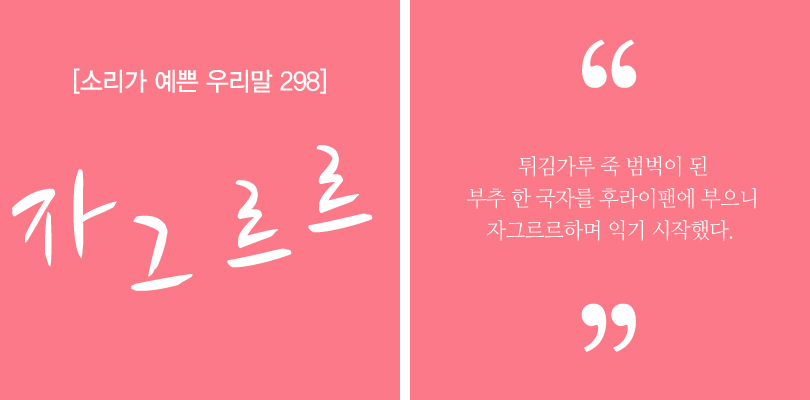 [소리가 예쁜 우리말 298]
자그르르
“
튀김가루 죽 범벅이 된
부추 한 국자를 후라이팬에 부으니
자그르르하며 익기 시작했다.
”